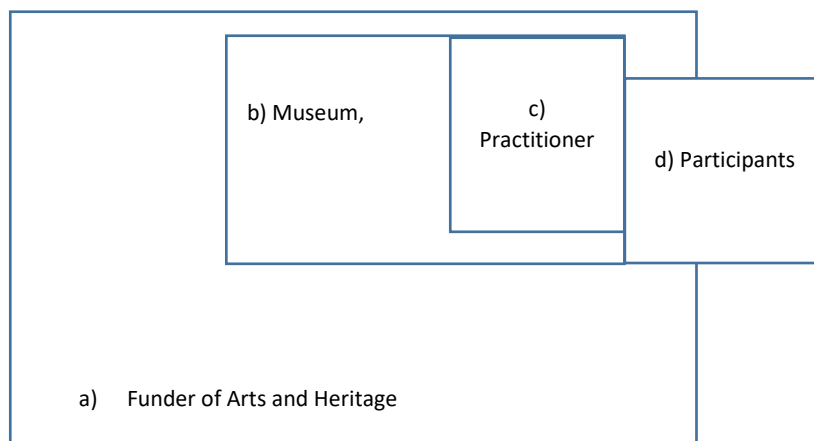 b) Museum,
c)
Practitioner
d) Participants
a) Funder of Arts and Heritage